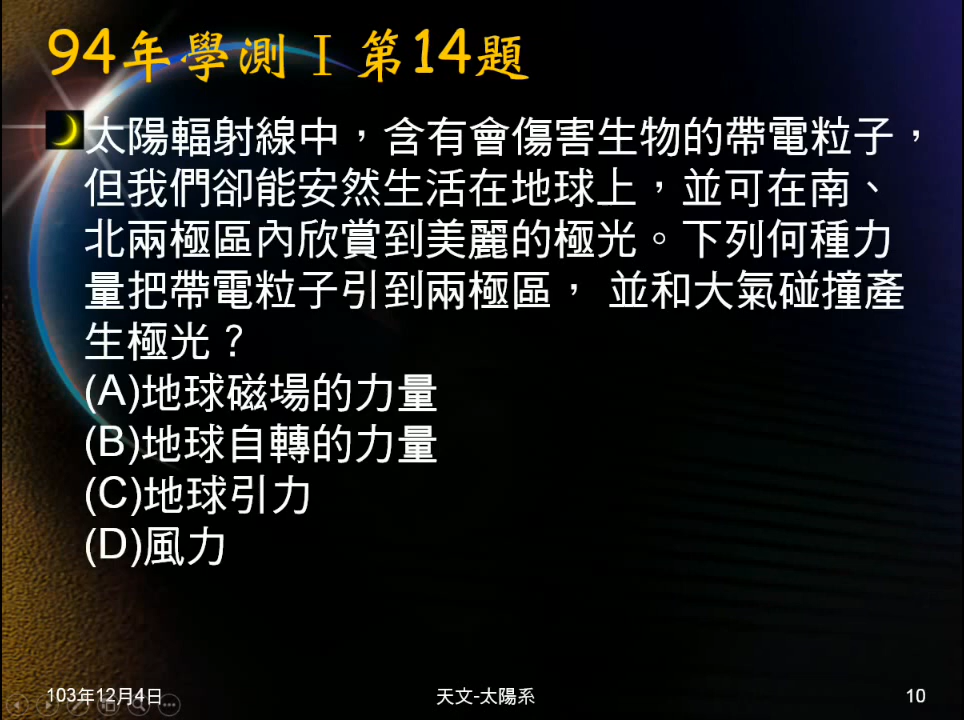 94年學測Ⅰ第14題
太陽輻射線中，含有會傷害生物的帶電粒子，
但我們卻能安然生活在地球上，並可在南、
北兩極區內欣賞到美麗的極光。下列何種力
量把帶電粒子引到兩極區， 並和大氣碰撞產
生極光？
(A)地球磁場的力量
(B)地球自轉的力量
(C)地球引力
(D)風力
103年12月4日
天文-太陽系
10